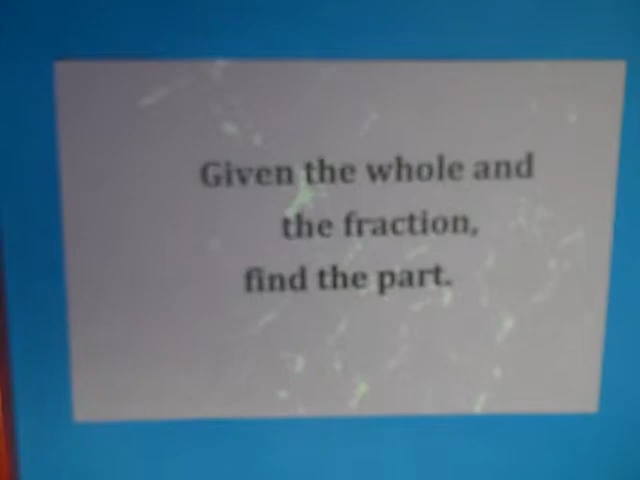 Given the whole and
the fraction,
find the part.